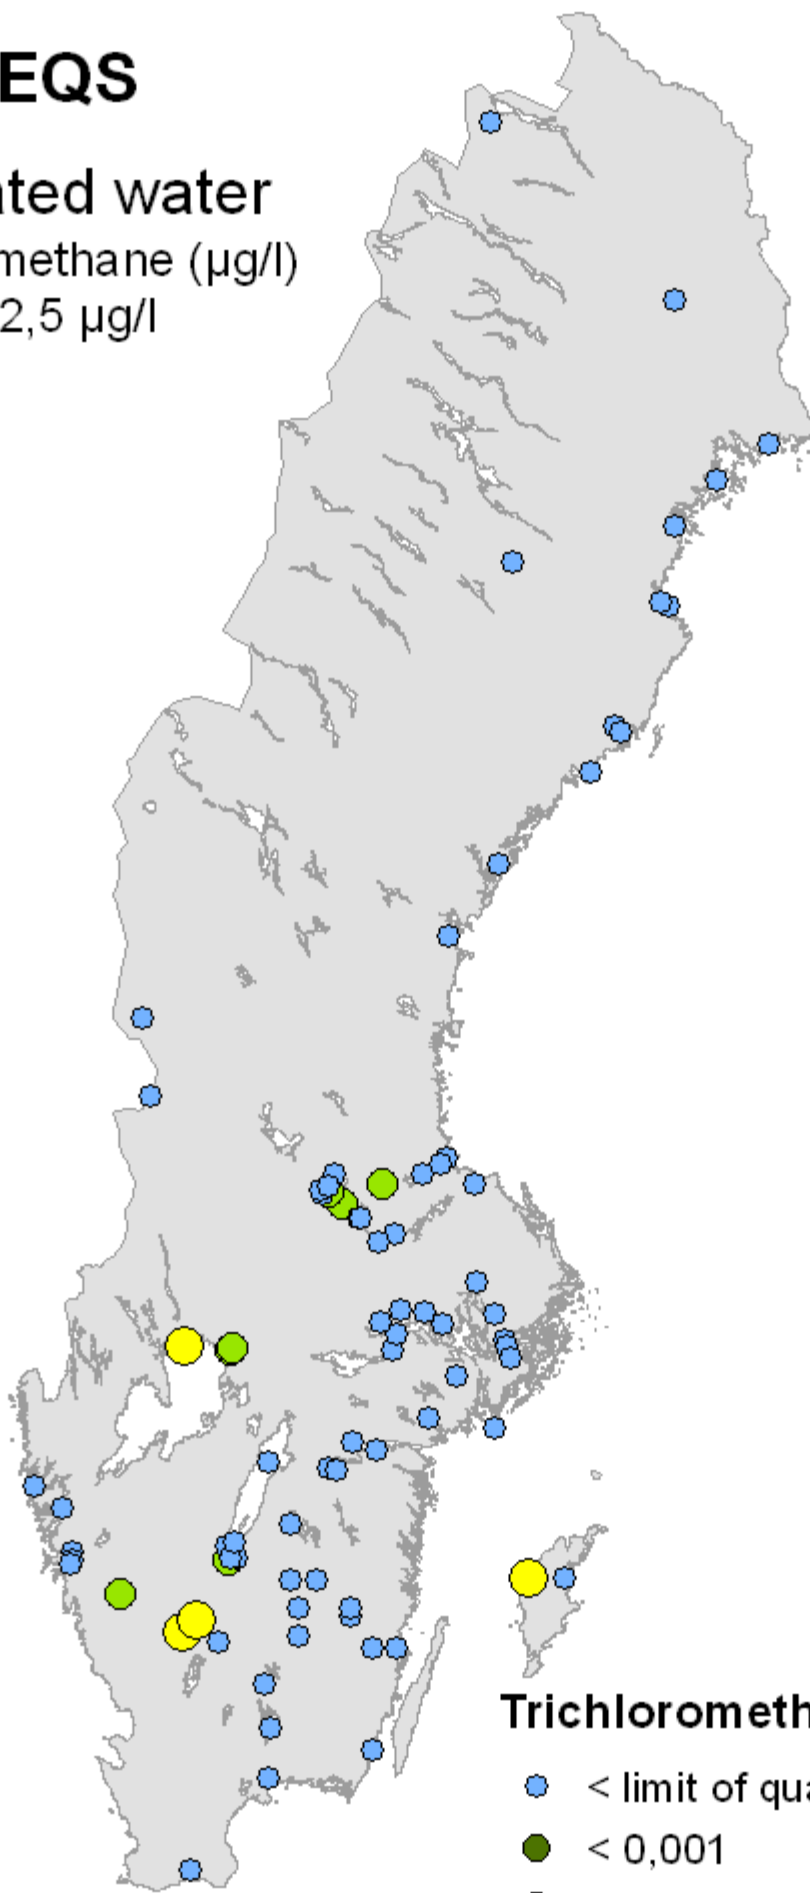 EQS
ated water
methane (µg/l)
2,5 µg/l
Trichlorometh
< limit of qua
< 0,001